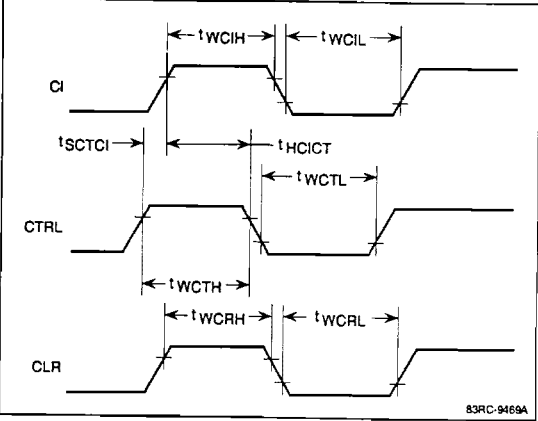 tWCIH
tWCIL
CI
tSCTCI
tHCICT
tWCTL
CTRL
tWCTH
tWCRH
tWCRL
CLR
83RC-9469A